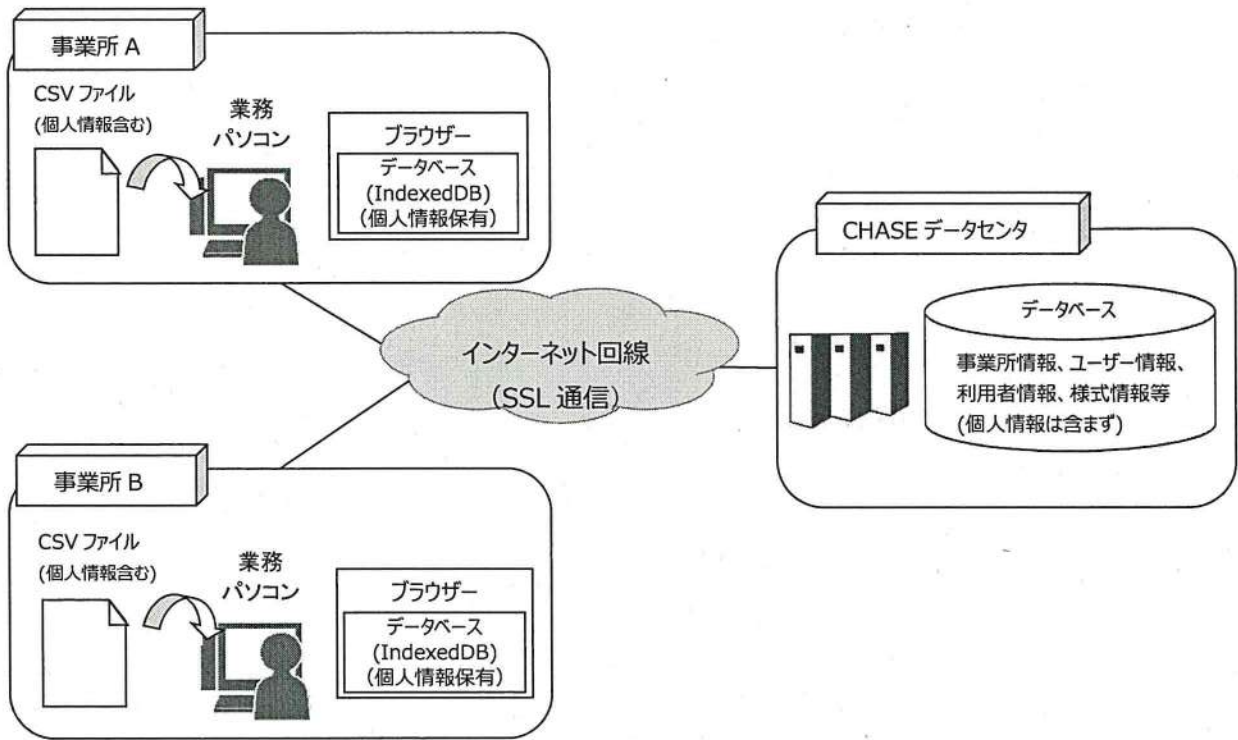 事業所 A
CSV ファイル
(個人情報含む)
業務
パソコン
ブラウザー
データベース
(IndexedDB)
(個人情報保有)
インターネット回線
(SSL 通信)
CHASE データセンタ
データベース
事業所情報、ユーザー情報、
利用者情報、様式情報等
(個人情報は含まず)
事業所 B
CSV ファイル
(個人情報含む)
業務
パソコン
ブラウザー
データベース
(IndexedDB)
(個人情報保有)